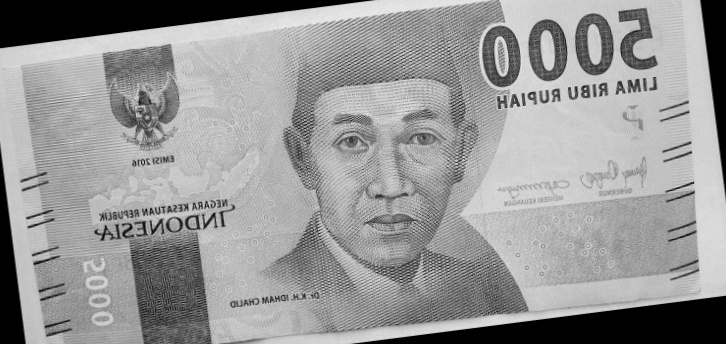 5000
LIMA RIBU RUPIAH
EMISI 2016
NEGARA KESATUAN REPUBLIK
INDONESIA
GUBERNUR
MENTERI KEUANGAN
Dr. K.H. IDHAM CHALID
5000